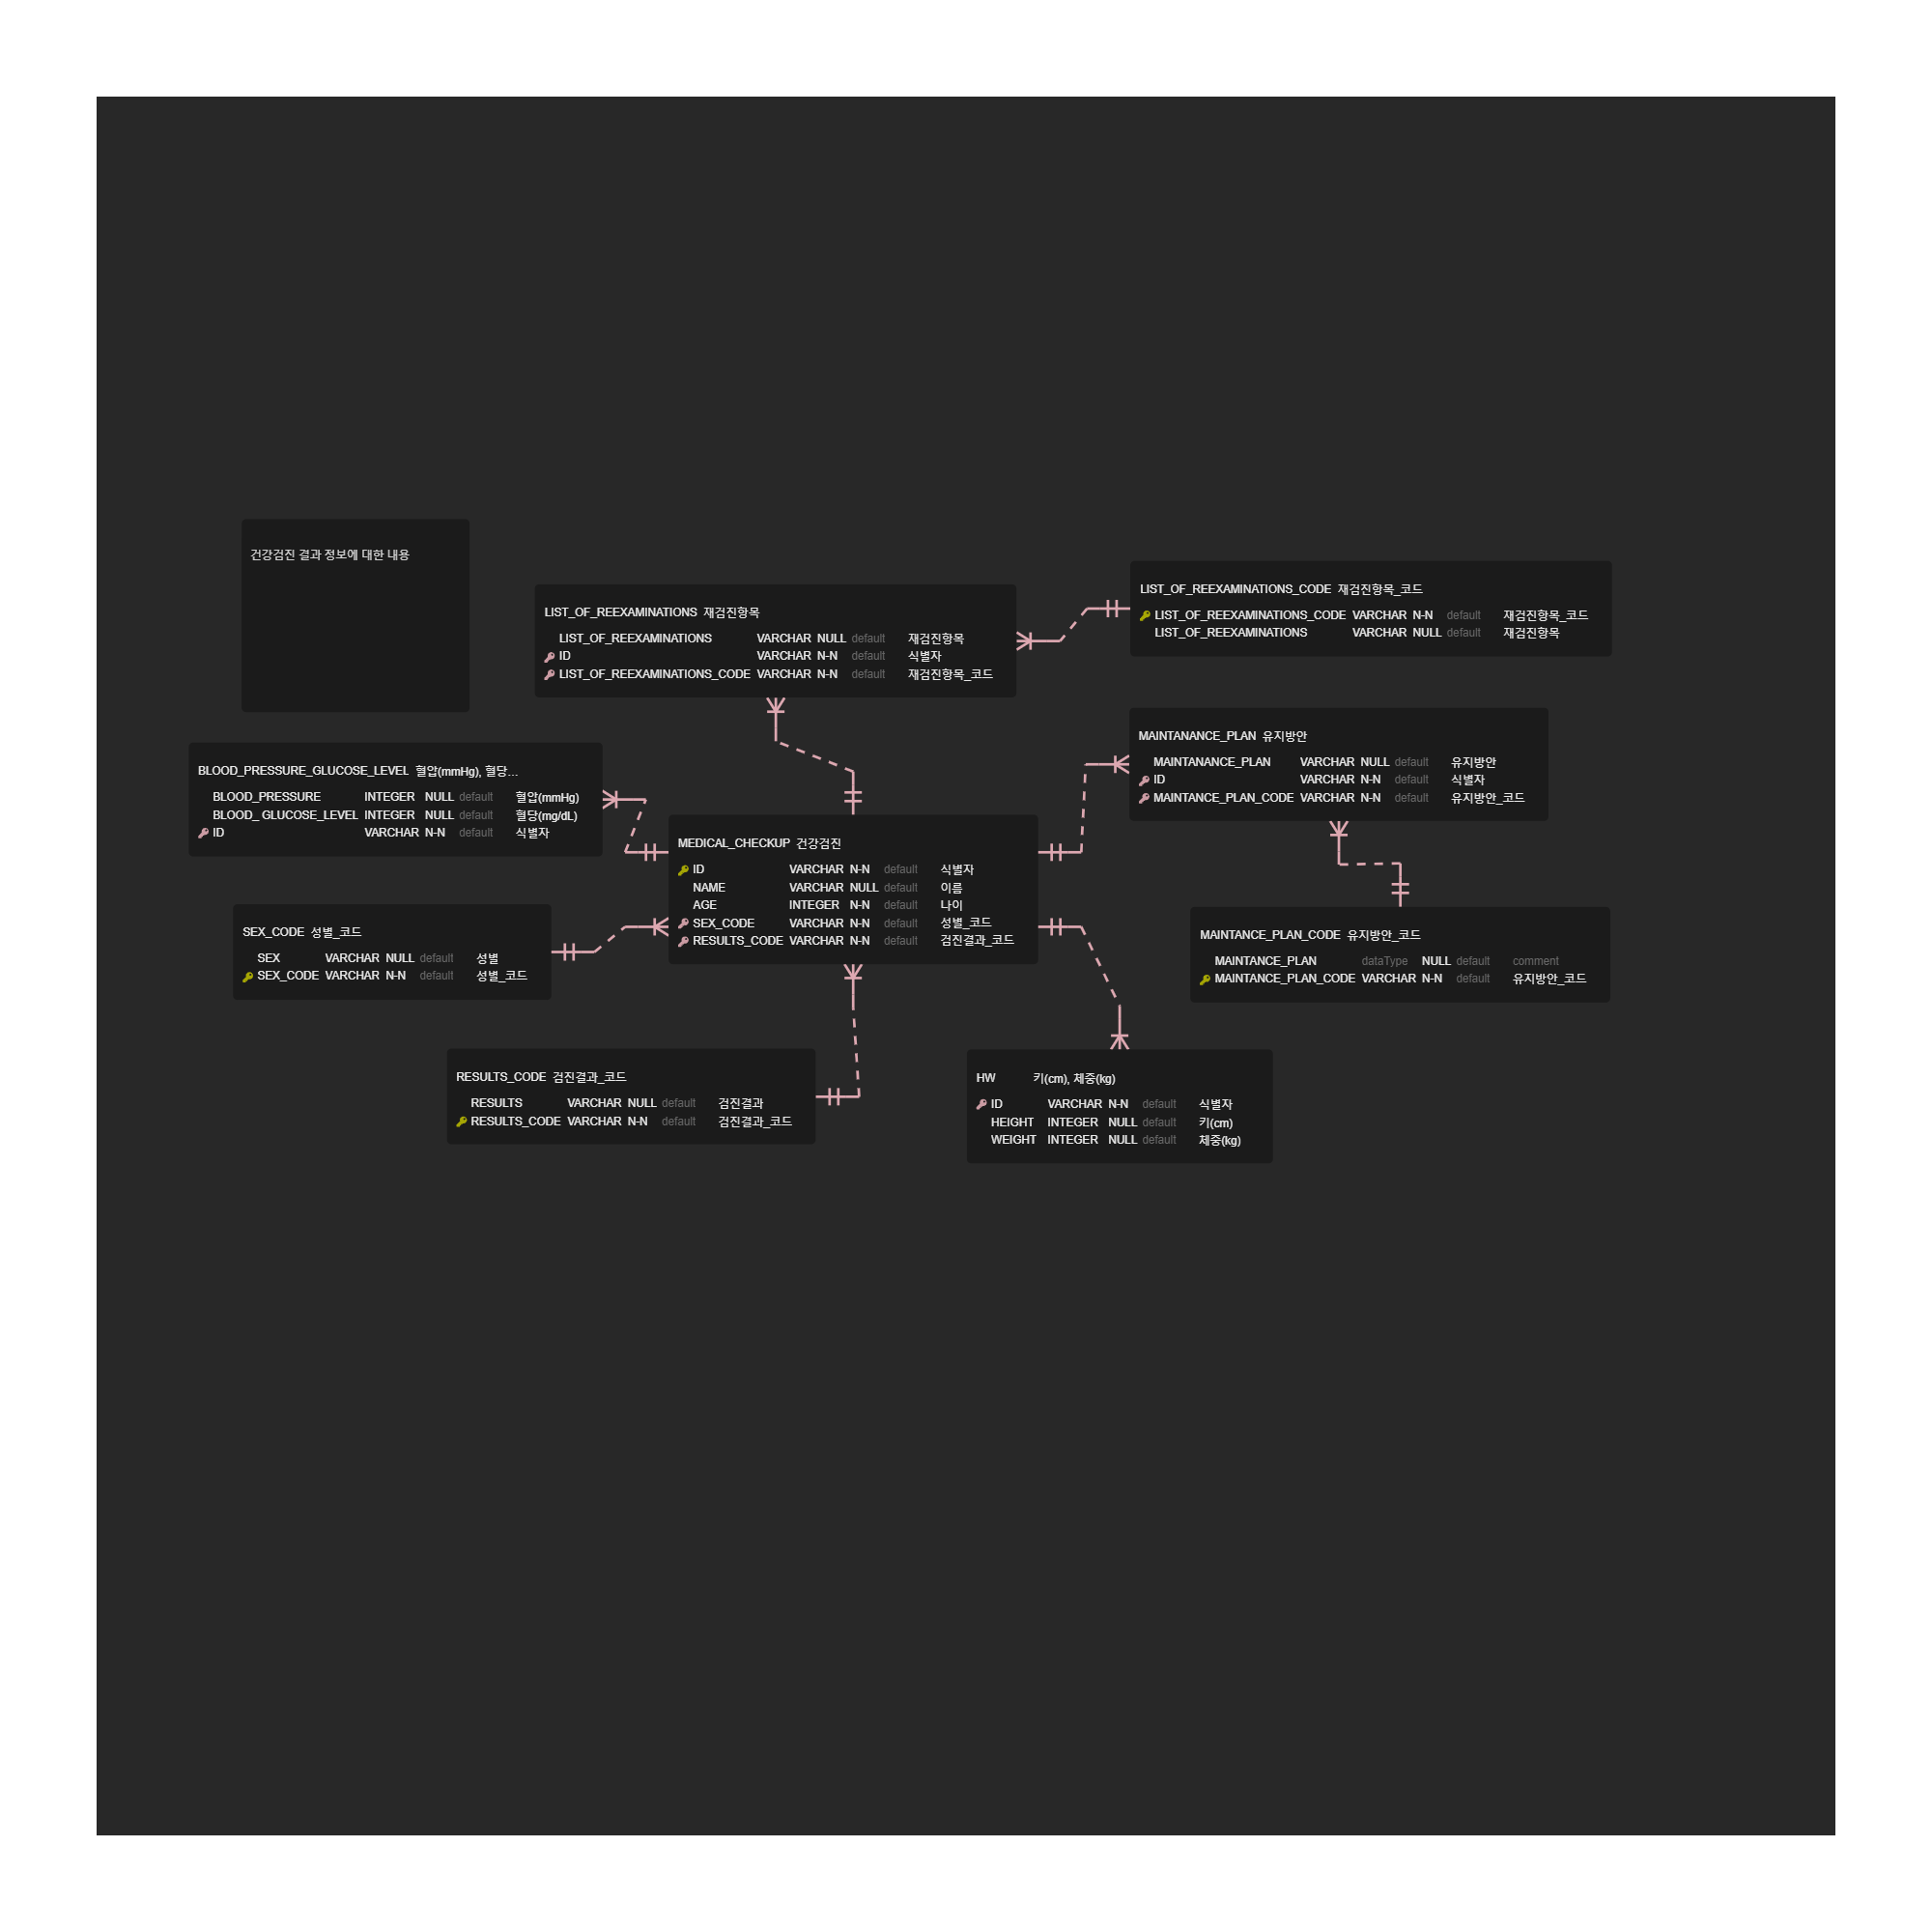 건강검진 결과 정보에 대한 내용
LIST_OF_REEXAMINATIONS 재검진항목
LIST_OF_REEXAMINATIONS VARCHAR NULL default 재검진항목
ID VARCHAR N-N default 식별자
LIST_OF_REEXAMINATIONS_CODE VARCHAR N-N default 재검진항목_코드
LIST_OF_REEXAMINATIONS_CODE 재검진항목_코드
LIST_OF_REEXAMINATIONS_CODE VARCHAR N-N default 재검진항목_코드
LIST_OF_REEXAMINATIONS VARCHAR NULL default 재검진항목
MAINTANANCE_PLAN 유지방안
MAINTANANCE_PLAN VARCHAR NULL default 유지방안
ID VARCHAR N-N default 식별자
MAINTANCE_PLAN_CODE VARCHAR N-N default 유지방안_코드
BLOOD_PRESSURE_GLUCOSE_LEVEL 혈압(mmHg), 혈당...
BLOOD_PRESSURE INTEGER NULL default 혈압(mmHg)
BLOOD_ GLUCOSE_LEVEL INTEGER NULL default 혈당(mg/dL)
ID VARCHAR N-N default 식별자
MEDICAL_CHECKUP 건강검진
ID VARCHAR N-N default 식별자
NAME VARCHAR NULL default 이름
AGE INTEGER N-N default 나이
SEX_CODE VARCHAR N-N default 성별_코드
RESULTS_CODE VARCHAR N-N default 검진결과_코드
SEX_CODE 성별_코드
SEX VARCHAR NULL default 성별
SEX_CODE VARCHAR N-N default 성별_코드
MAINTANCE_PLAN_CODE 유지방안_코드
MAINTANCE_PLAN dataType NULL default comment
MAINTANCE_PLAN_CODE VARCHAR N-N default 유지방안_코드
RESULTS_CODE 검진결과_코드
RESULTS VARCHAR NULL default 검진결과
RESULTS_CODE VARCHAR N-N default 검진결과_코드
HW 키(cm), 체중(kg)
ID VARCHAR N-N default 식별자
HEIGHT INTEGER NULL default 키(cm)
WEIGHT INTEGER NULL default 체중(kg)